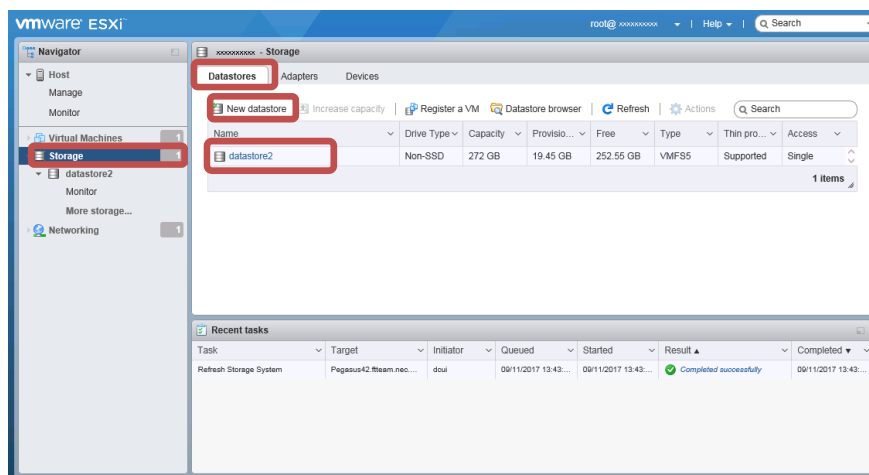 vmware ESXi
root@ xxxxxxxxxx | Help | Search
Navigator
Host
Manage
Monitor
Virtual Machines 1
Storage 1
datastore2
Monitor
More storage...
Networking 1
xxxxxxxxxx - Storage
Datastores Adapters Devices
New datastore Increase capacity | Register a VM Datastore browser | Refresh | Actions Search
Name Drive Type Capacity Provisio... Free Type Thin pro... Access
datastore2 Non-SSD 272 GB 19.45 GB 252.55 GB VMFS5 Supported Single
1 items
Recent tasks
Task Target Initiator Queued Started Result ▲ Completed ▼
Refresh Storage System Pegasus42.ftteam.nec.... doui 09/11/2017 13:43:... 09/11/2017 13:43:... Completed successfully 09/11/2017 13:43:...